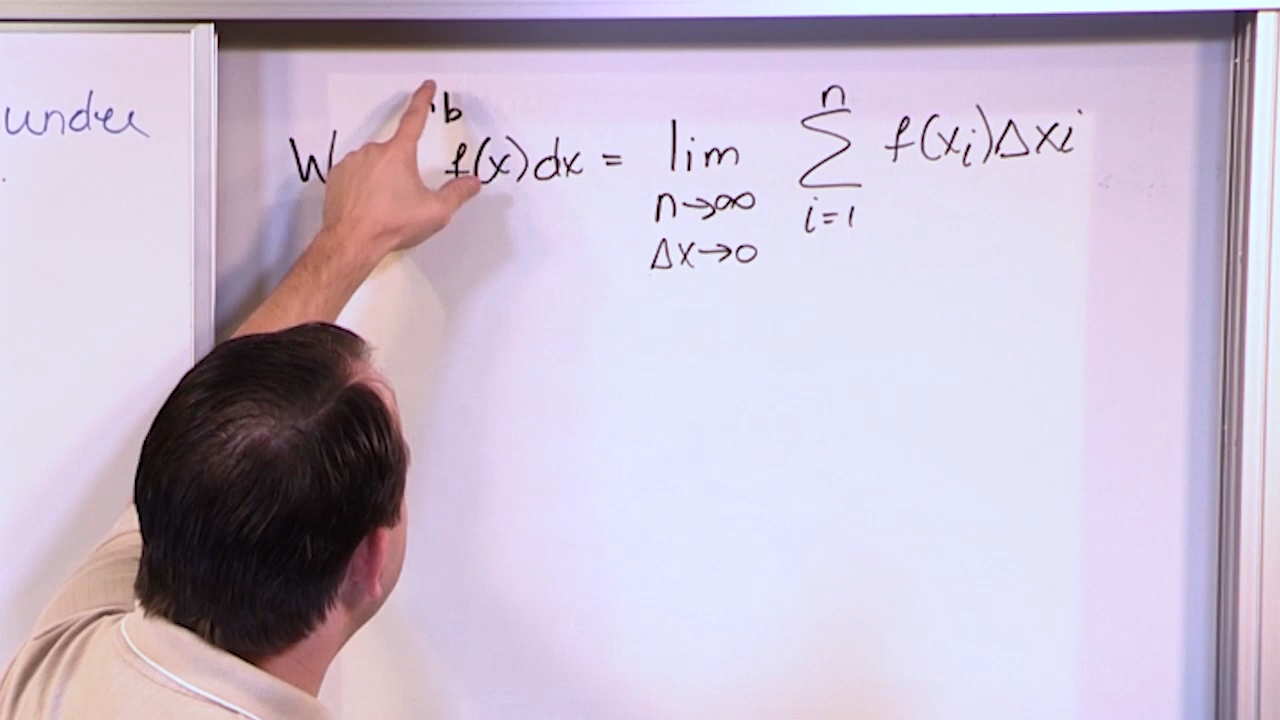 under
.
W b f(x)dx = lim n→∞ Δx→0 n Σ i=1 f(xᵢ)Δxi